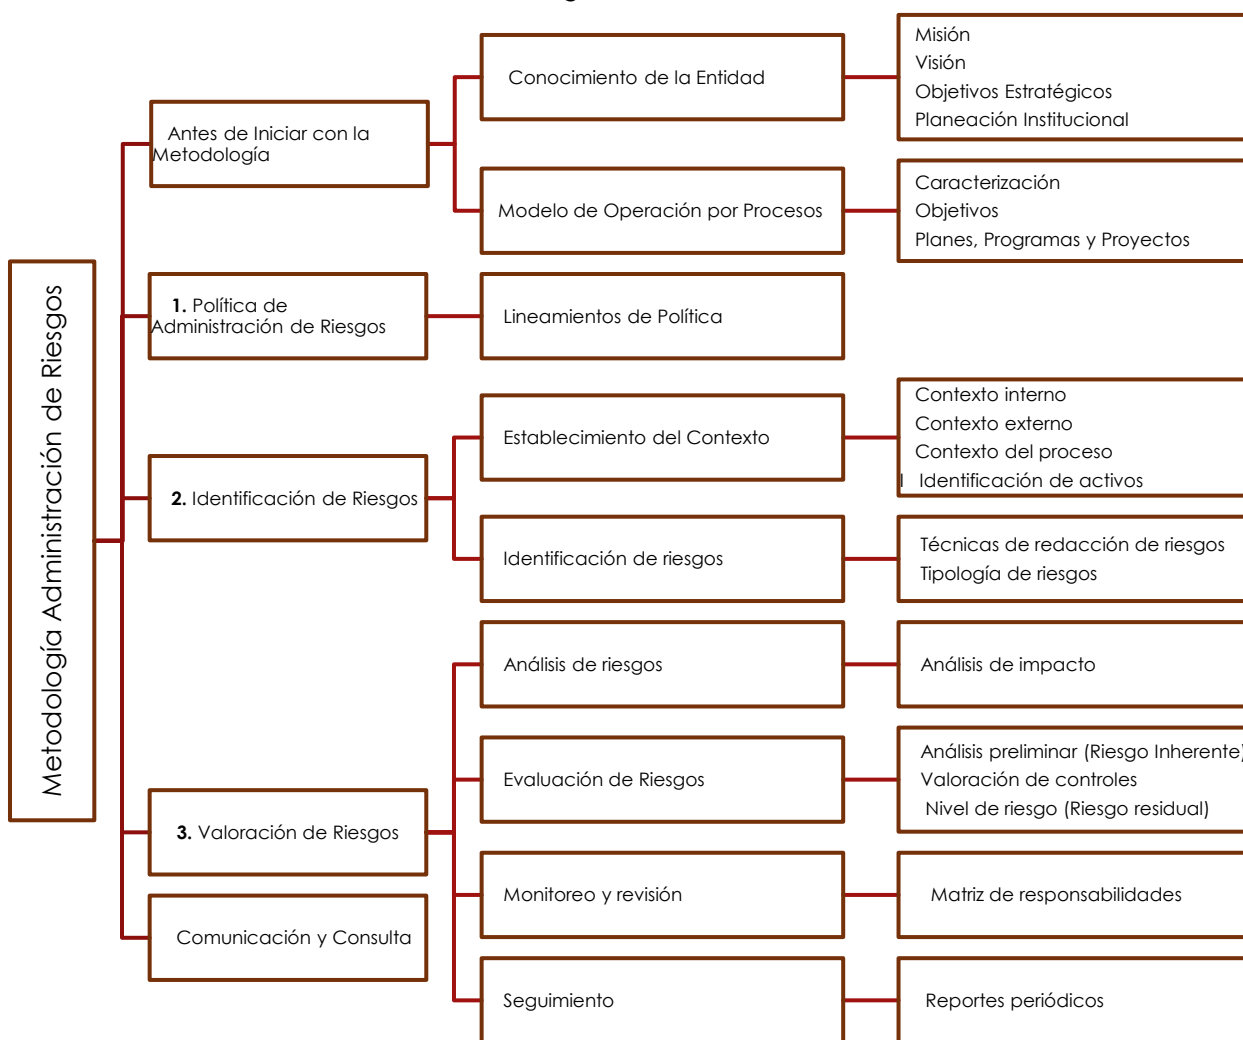 Metodología Administración de Riesgos
Antes de Iniciar con la
Metodología
Conocimiento de la Entidad
Misión
Visión
Objetivos Estratégicos
Planeación Institucional
Modelo de Operación por Procesos
Caracterización
Objetivos
Planes, Programas y Proyectos
1. Política de
Administración de Riesgos
Lineamientos de Política
2. Identificación de Riesgos
Establecimiento del Contexto
Contexto interno
Contexto externo
Contexto del proceso
Identificación de activos
Identificación de riesgos
Técnicas de redacción de riesgos
Tipología de riesgos
3. Valoración de Riesgos
Análisis de riesgos
Análisis de impacto
Evaluación de Riesgos
Análisis preliminar (Riesgo Inherente)
Valoración de controles
Nivel de riesgo (Riesgo residual)
Monitoreo y revisión
Matriz de responsabilidades
Seguimiento
Reportes periódicos
Comunicación y Consulta